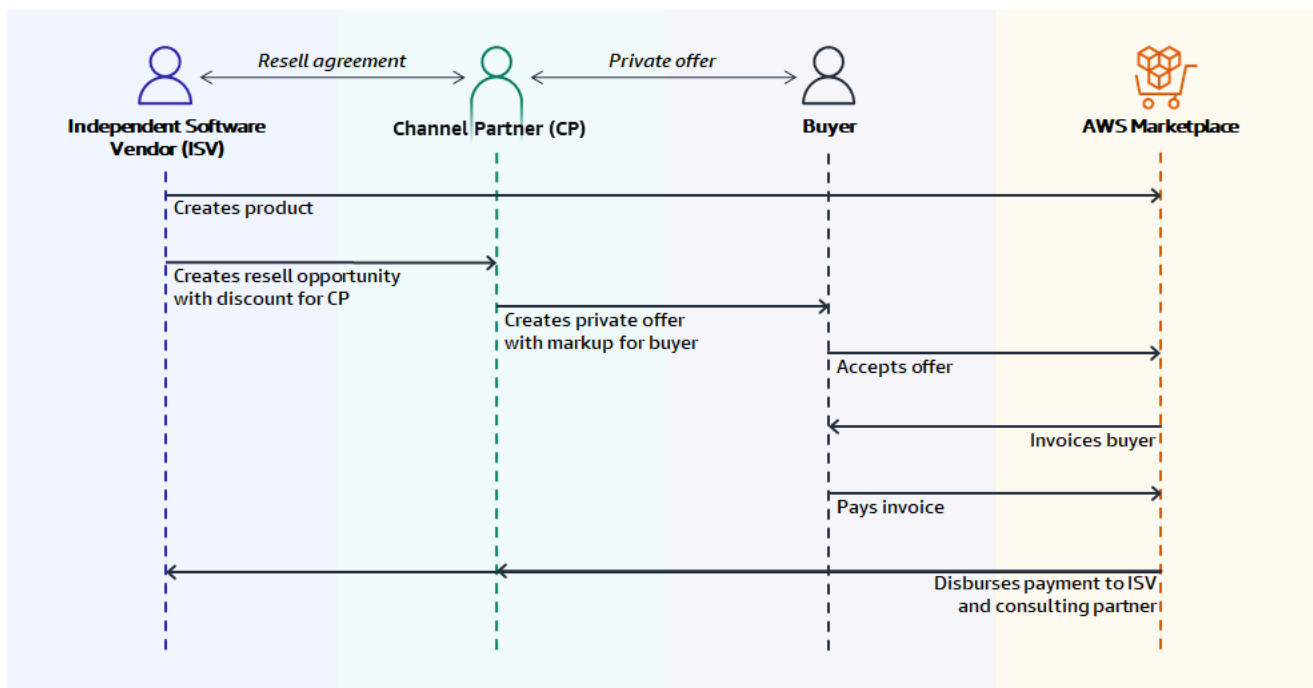 Resell agreement
Private offer
Independent Software
Vendor (ISV)
Channel Partner (CP)
Buyer
AWS Marketplace
Creates product
Creates resell opportunity
with discount for CP
Creates private offer
with markup for buyer
Accepts offer
Invoices buyer
Pays invoice
Disburses payment to ISV
and consulting partner